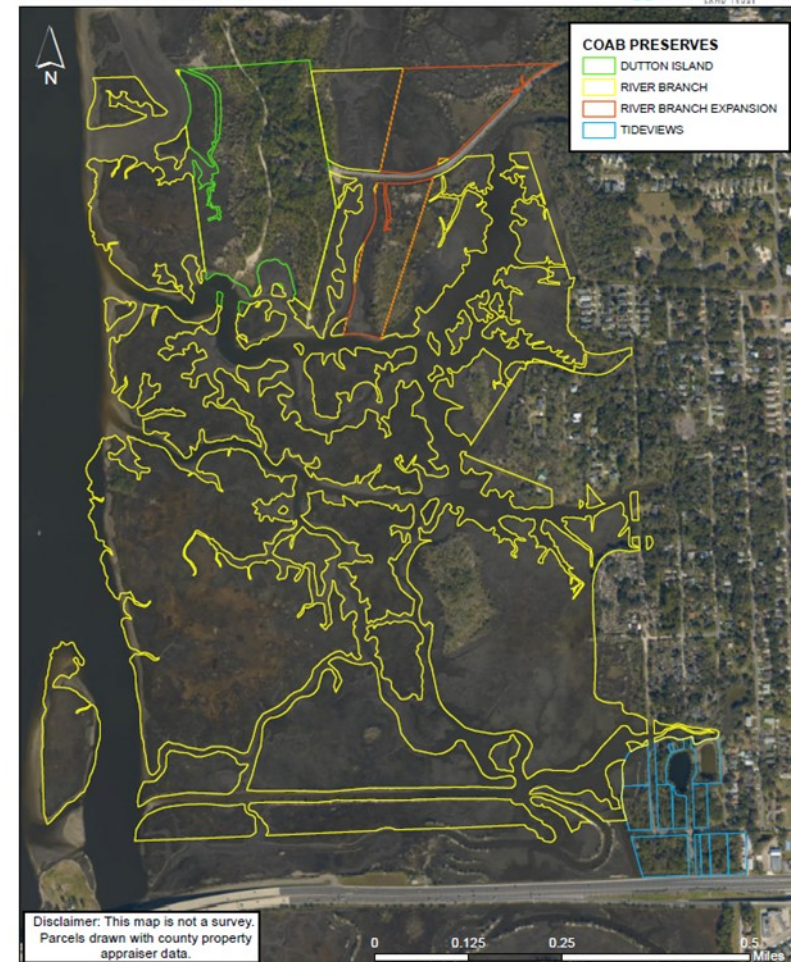 N
COAB PRESERVES
DUTTON ISLAND
RIVER BRANCH
RIVER BRANCH EXPANSION
TIDEVIEWS
Disclaimer: This map is not a survey.
Parcels drawn with county property
appraiser data.
0 0.125 0.25 0.5
Miles